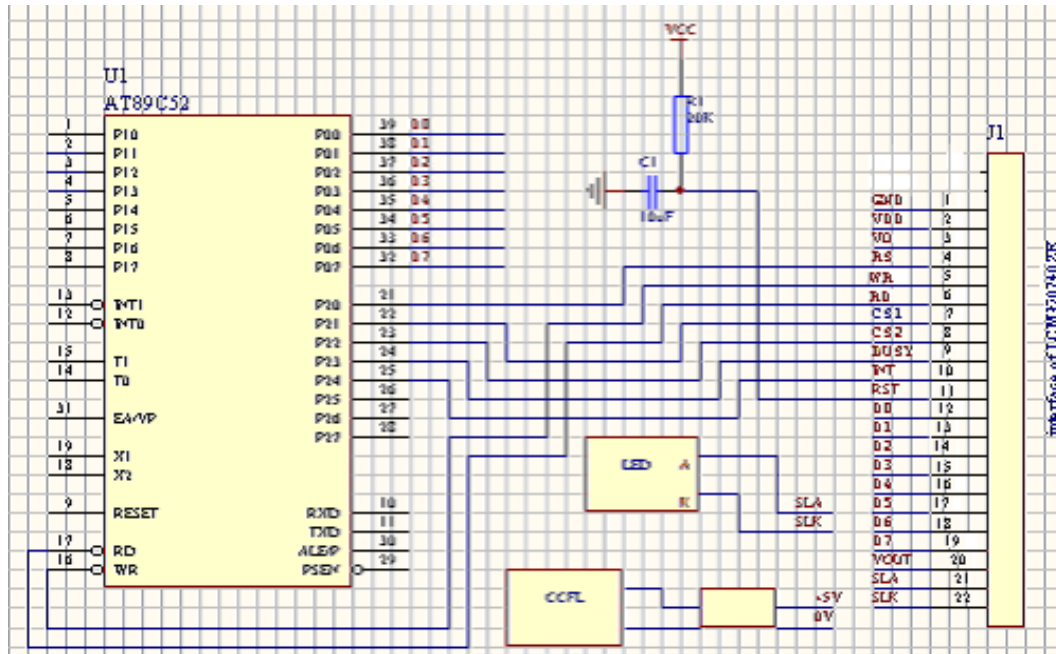 VCC
U1
AT89C52
R1
20K
C1
10uF
J1
1 P10 P00 39 D0
2 P11 P01 38 D1
3 P12 P02 37 D2
4 P13 P03 36 D3
5 P14 P04 35 D4
6 P15 P05 34 D5
7 P16 P06 33 D6
8 P17 P07 32 D7
13 INT1 P20 21
12 INT0 P21 22
P22 23
15 T1 P23 24
14 T0 P24 25
P25 26
31 EA/VP P26 27
P27 28
19 X1
18 X2
9 RESET RXD 10
TXD 11
17 RD ALE/P 30
16 WR PSEN 29
GND 1
VDD 2
VO 3
RS 4
WR 5
RD 6
CS1 7
CS2 8
BUSY 9
INT 10
RST 11
D0 12
D1 13
D2 14
D3 15
D4 16
D5 17
D6 18
D7 19
VOUT 20
SLA 21
SLK 22
LED A
K
SLA
SLK
CCFL
+5V
0V
interface of